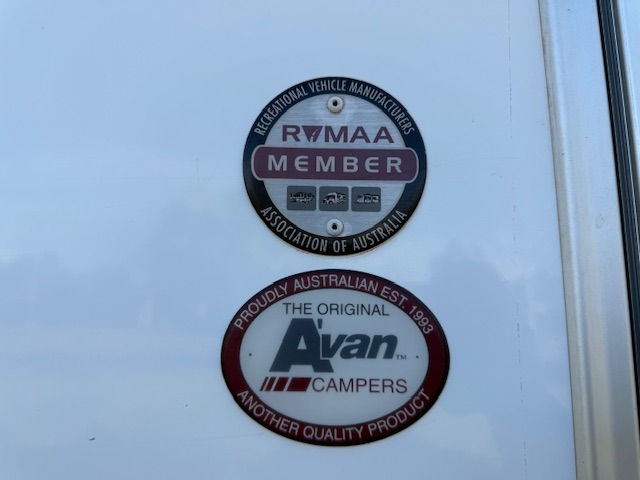 RECREATIONAL VEHICLE MANUFACTURERS
RVMAA
MEMBER
ASSOCIATION OF AUSTRALIA
PROUDLY AUSTRALIAN EST. 1993
THE ORIGINAL
A'van TM
CAMPERS
ANOTHER QUALITY PRODUCT